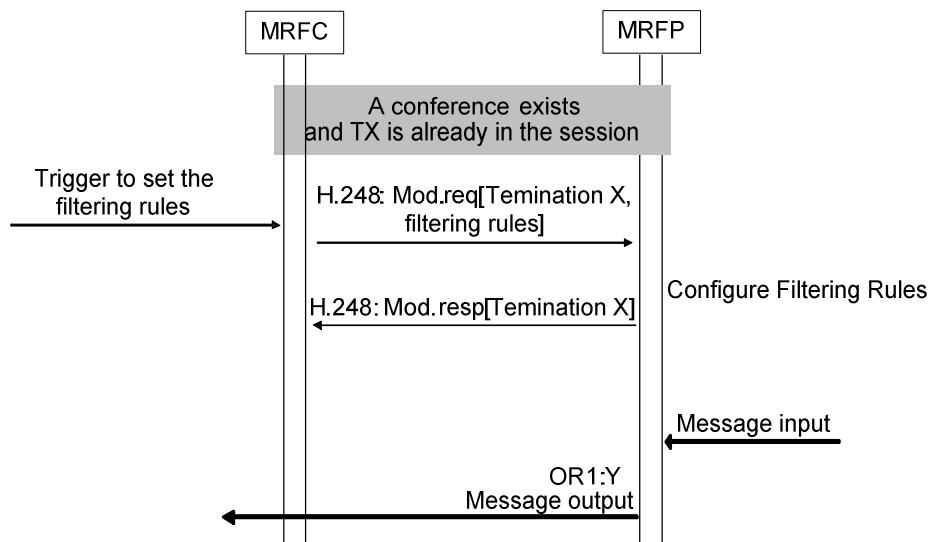 MRFC
MRFP
A conference exists
and TX is already in the session
Trigger to set the
filtering rules
H.248: Mod.req[Temination X,
filtering rules]
Configure Filtering Rules
H.248: Mod.resp[Temination X]
Message input
OR1:Y
Message output